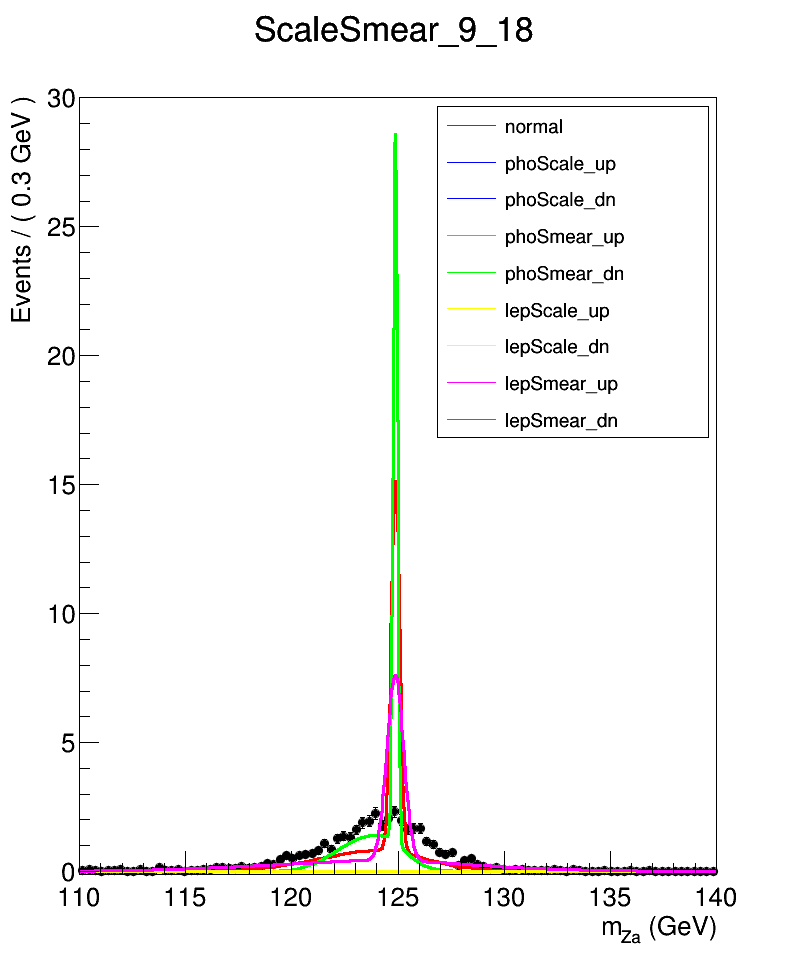 ScaleSmear_9_18
Events / ( 0.3 GeV )
30
25
20
15
10
5
0
normal
phoScale_up
phoScale_dn
phoSmear_up
phoSmear_dn
lepScale_up
lepScale_dn
lepSmear_up
lepSmear_dn
110 115 120 125 130 135 140
m_Za (GeV)